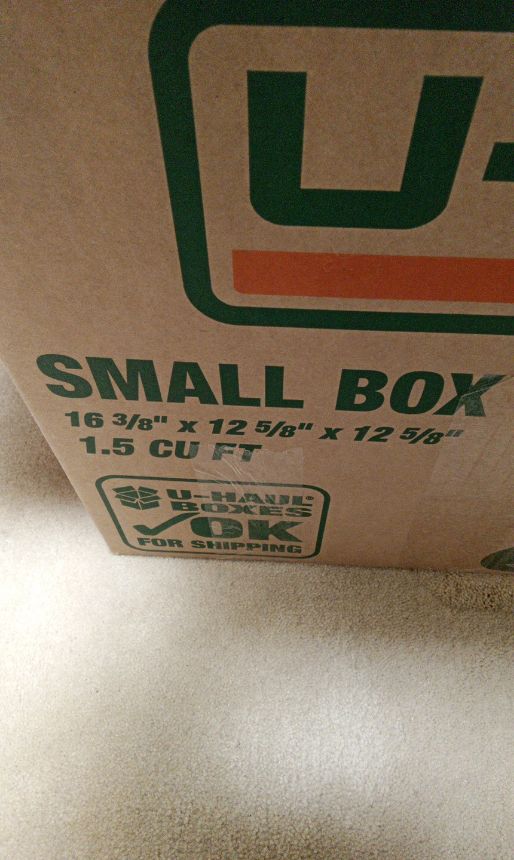 U-
SMALL BOX
16 3/8" x 12 5/8" x 12 5/8"
1.5 CU FT
U-HAUL®
BOXES
✓OK
FOR SHIPPING